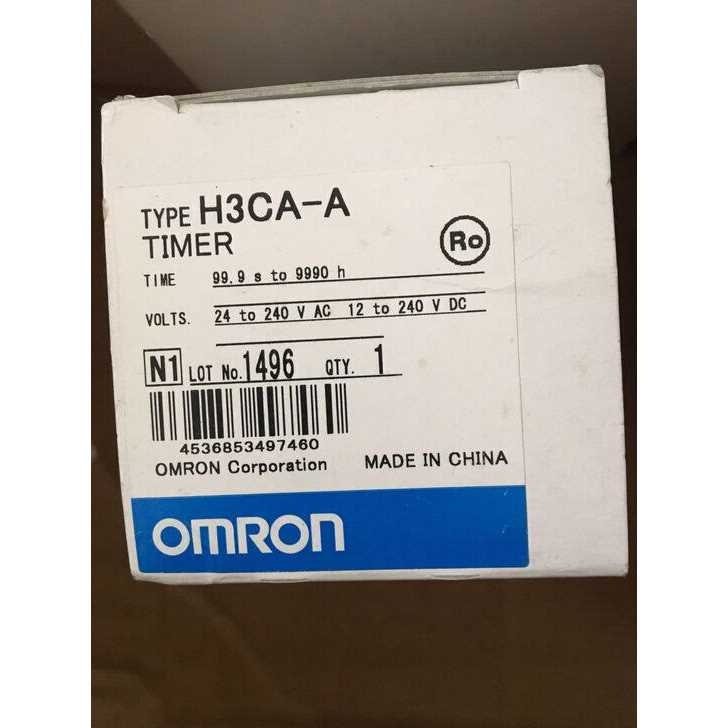 TYPE H3CA-A
TIMER
Ro
TIME 99.9 s to 9990 h
VOLTS. 24 to 240 V AC 12 to 240 V DC
N1 LOT No. 1496 QTY. 1
4536853497460
OMRON Corporation MADE IN CHINA
OMRON